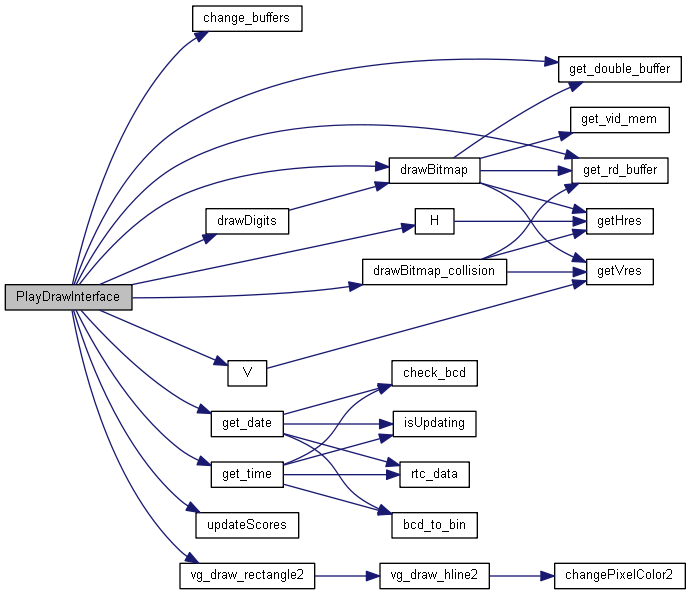 change_buffers
get_double_buffer
get_vid_mem
drawBitmap
get_rd_buffer
drawDigits
H
getHres
drawBitmap_collision
getVres
PlayDrawInterface
V
check_bcd
get_date
isUpdating
get_time
rtc_data
updateScores
bcd_to_bin
vg_draw_rectangle2
vg_draw_hline2
changePixelColor2